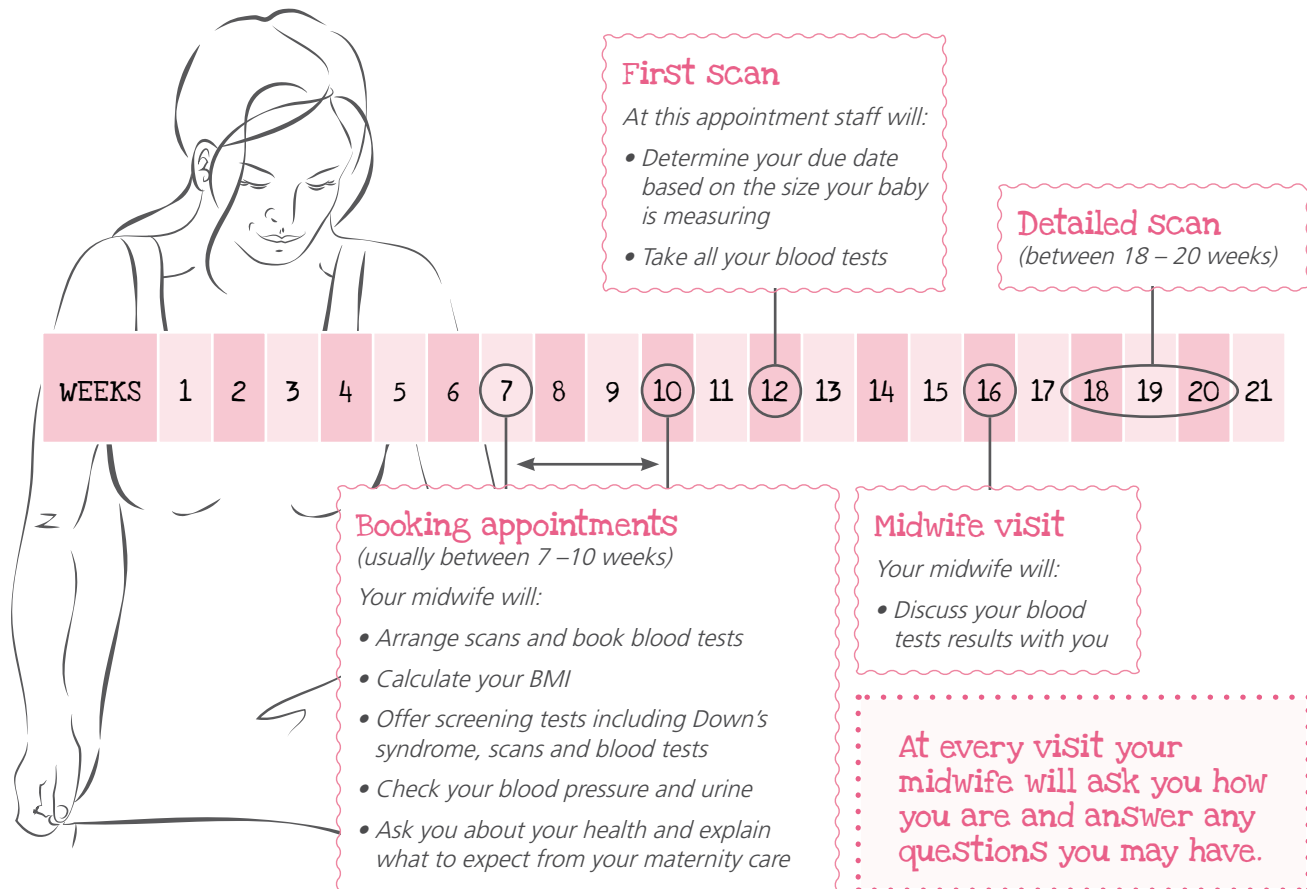 First scan
At this appointment staff will:
• Determine your due date
based on the size your baby
is measuring
• Take all your blood tests
Detailed scan
(between 18 – 20 weeks)
WEEKS 1 2 3 4 5 6 7 8 9 10 11 12 13 14 15 16 17 18 19 20 21
Booking appointments
(usually between 7 –10 weeks)
Your midwife will:
• Arrange scans and book blood tests
• Calculate your BMI
• Offer screening tests including Down’s
syndrome, scans and blood tests
• Check your blood pressure and urine
• Ask you about your health and explain
what to expect from your maternity care
Midwife visit
Your midwife will:
• Discuss your blood
tests results with you
At every visit your
midwife will ask you how
you are and answer any
questions you may have.